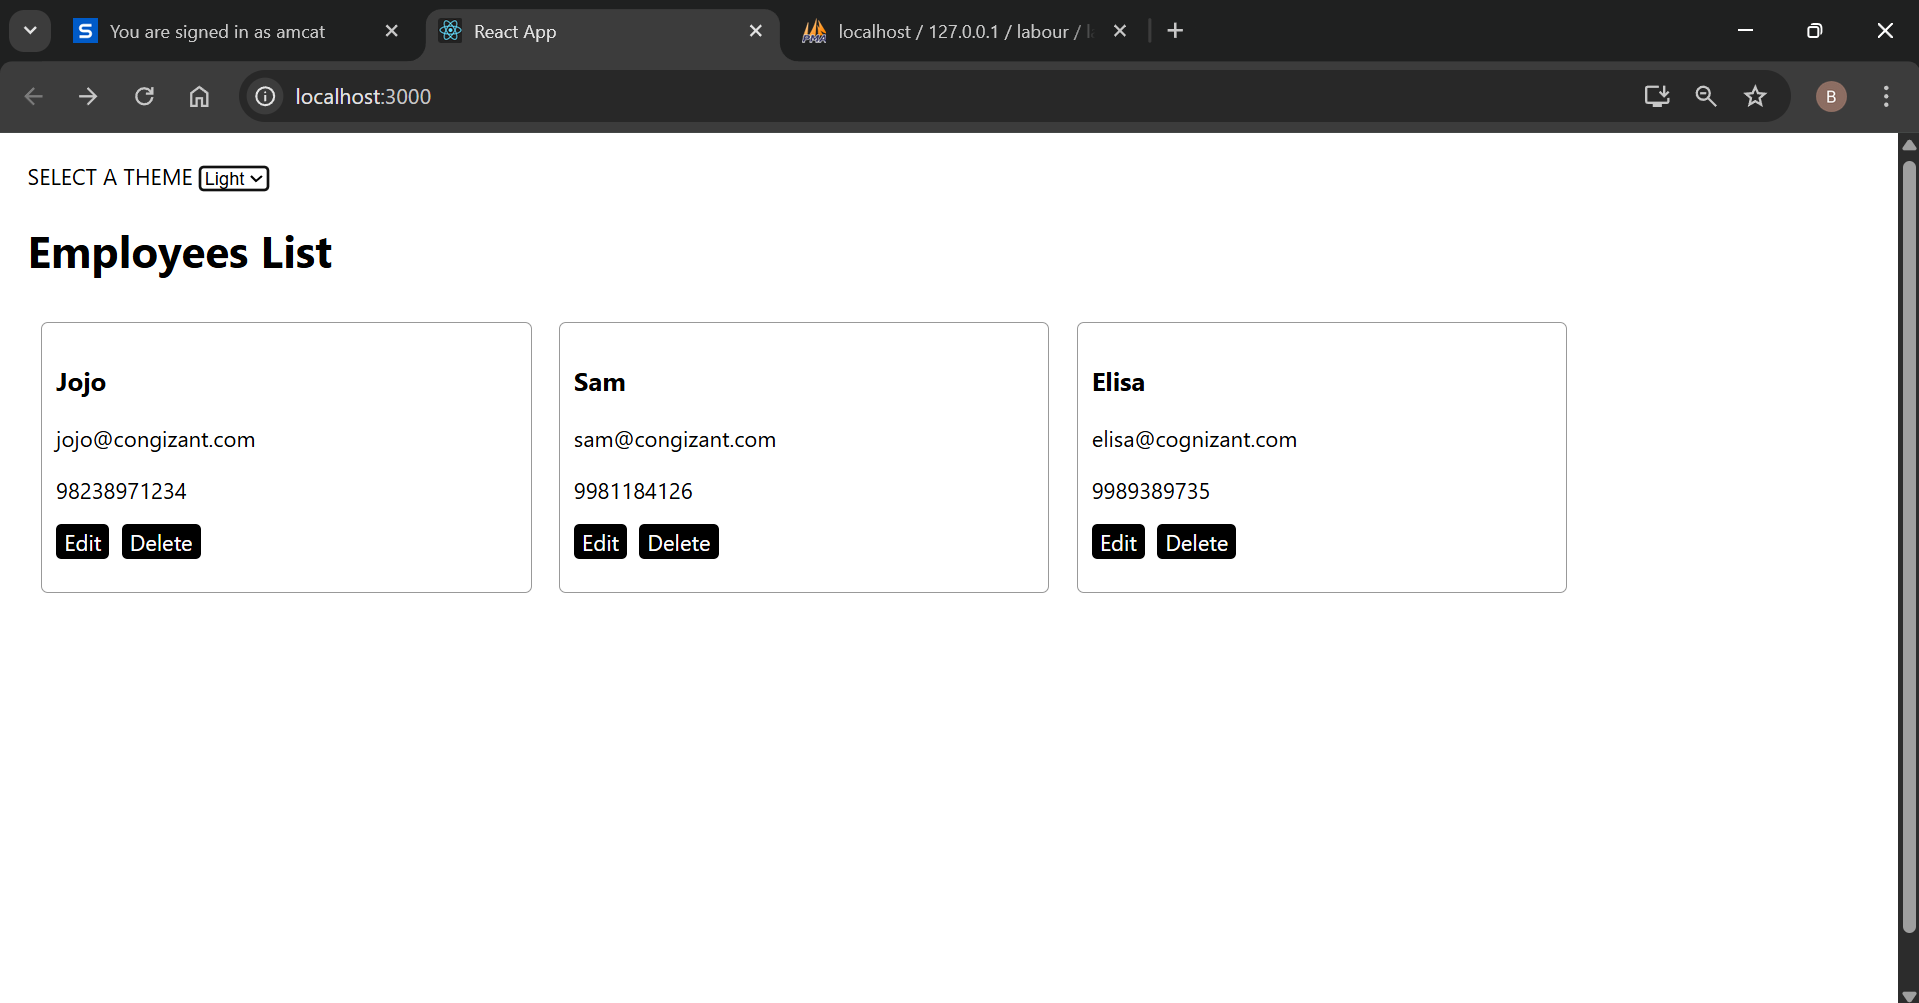 You are signed in as amcat
React App
localhost / 127.0.0.1 / labour /
localhost:3000
B
SELECT A THEME Light
Employees List
Jojo
jojo@congizant.com
98238971234
Edit Delete
Sam
sam@congizant.com
9981184126
Edit Delete
Elisa
elisa@cognizant.com
9989389735
Edit Delete